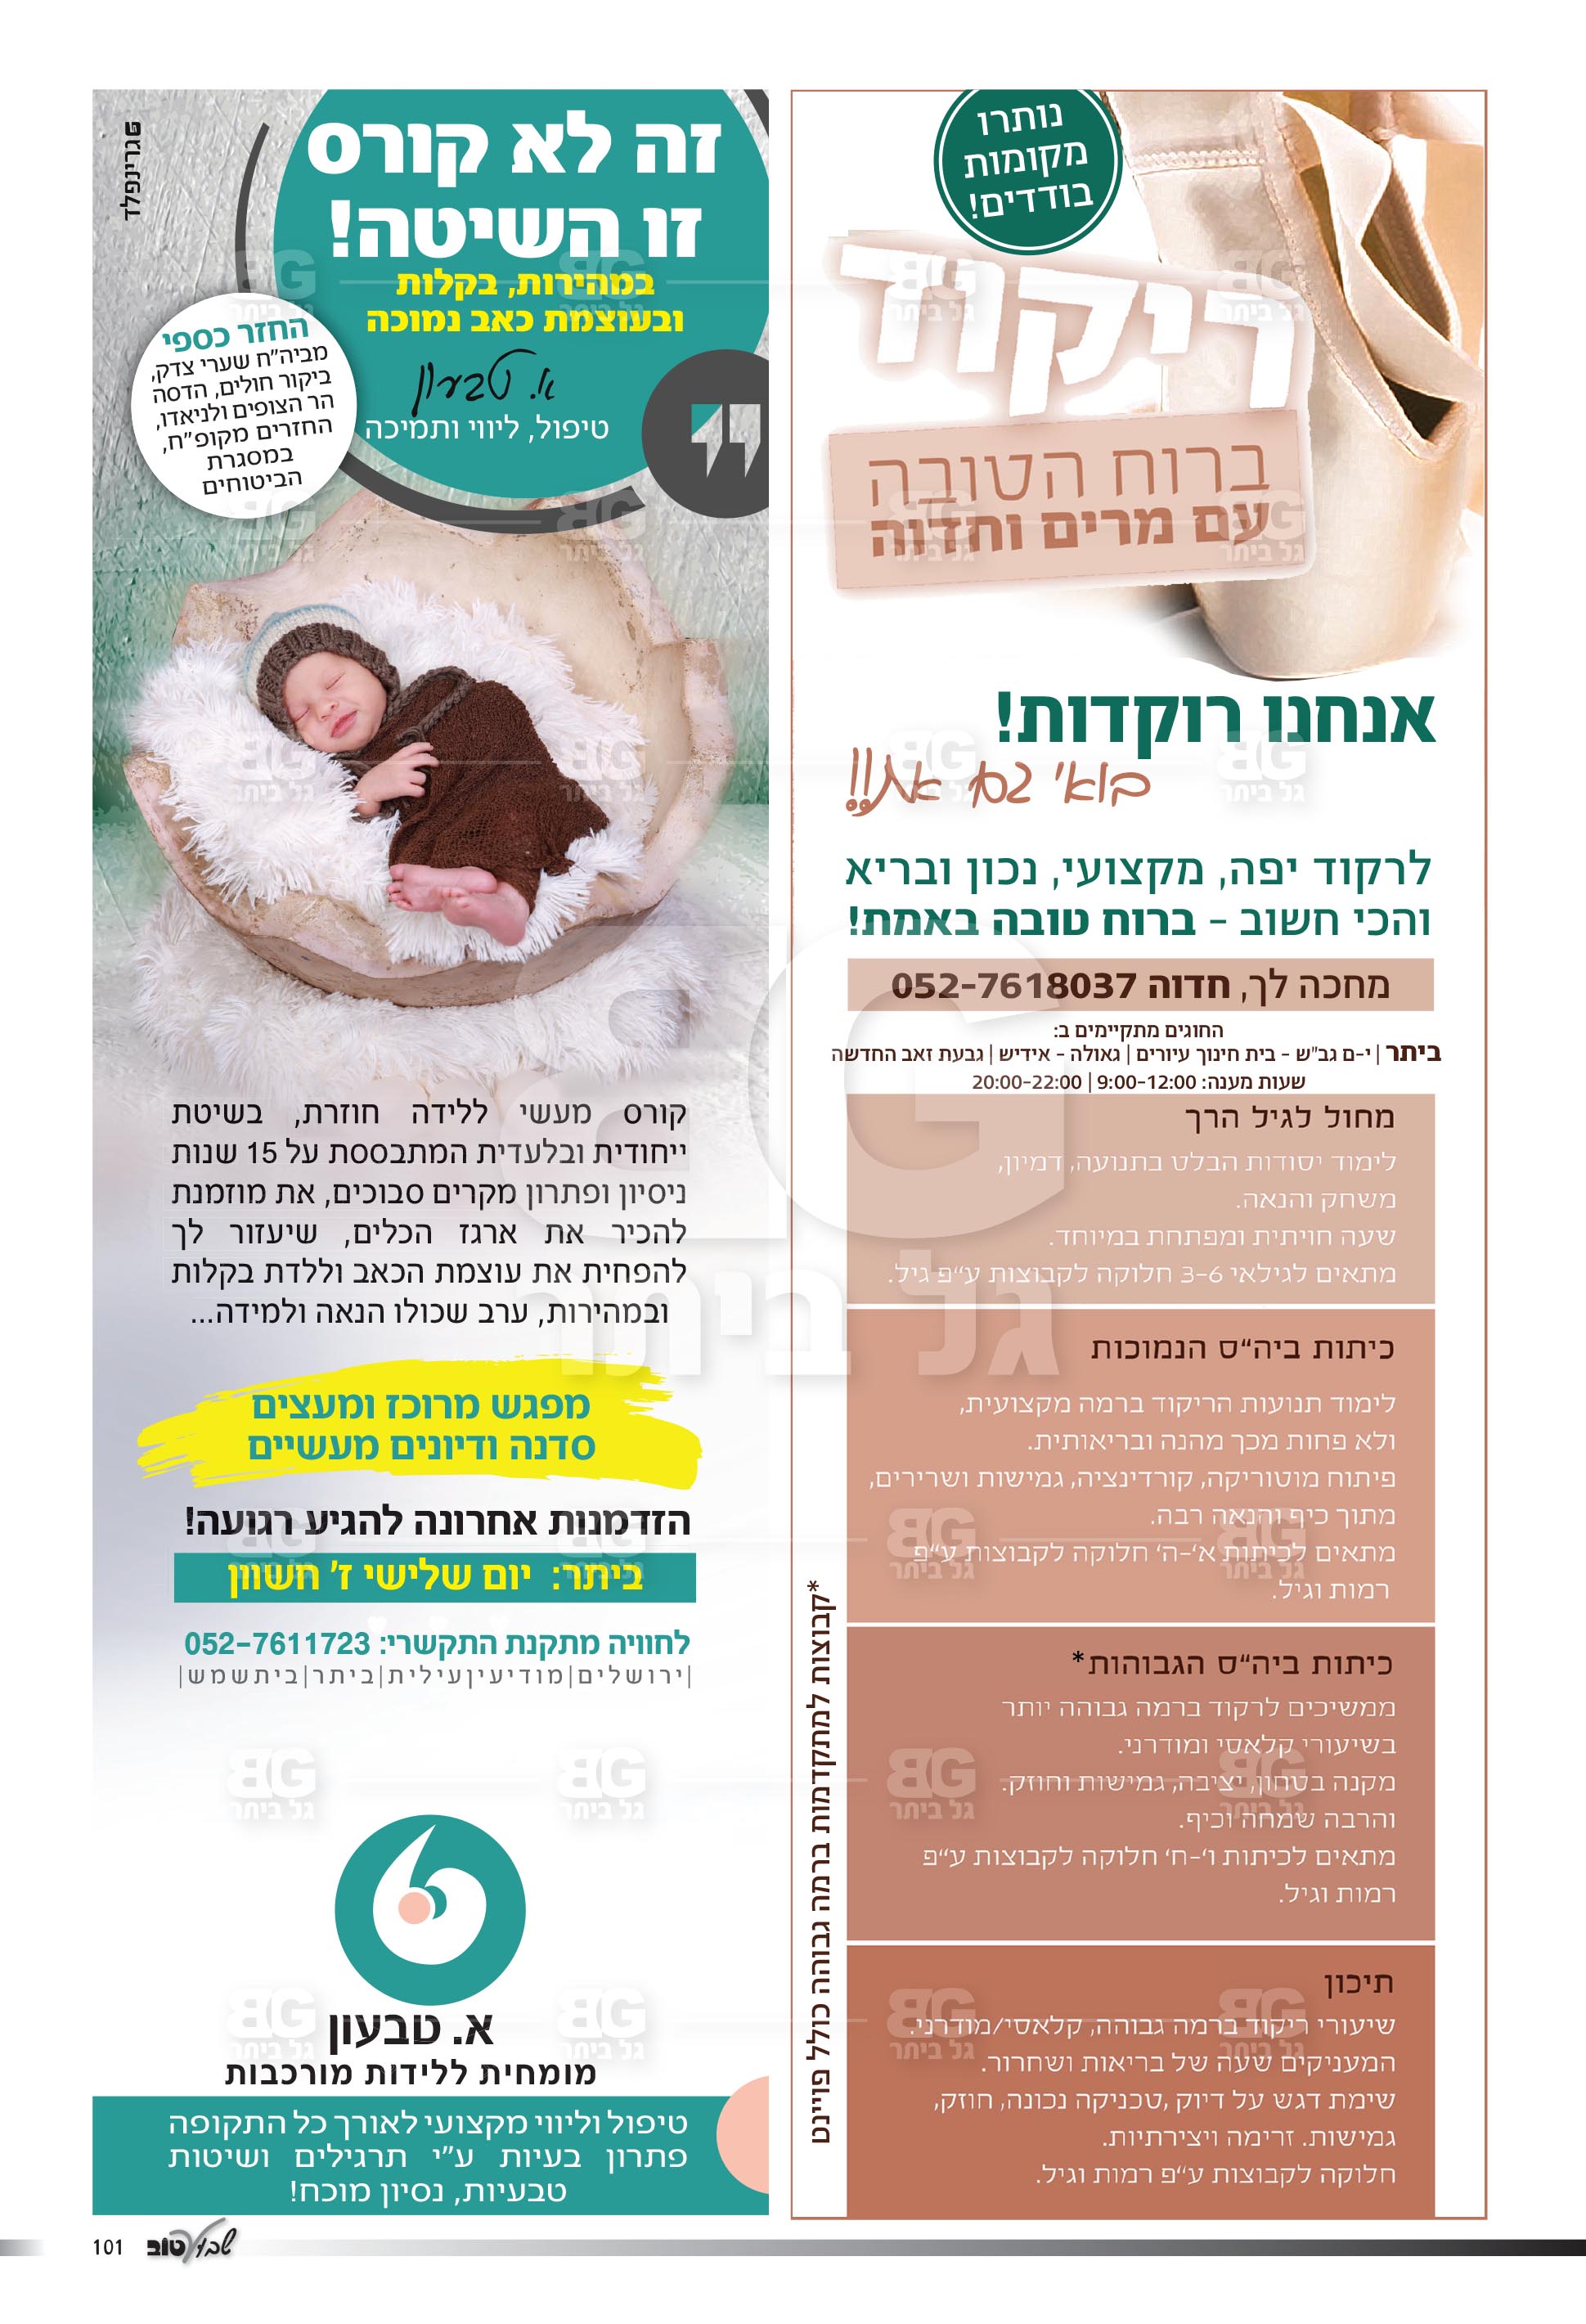 נותרו
מקומות
בודדים!
ריקוד
ברוח הטובה
עם מרים וחדוה
אנחנו רוקדות!
בואי גם את!!
לרקוד יפה, מקצועי, נכון ובריא
והכי חשוב - ברוח טובה באמת!
מחכה לך, חדוה 052-7618037
החוגים מתקיימים ב:
ביתר | י-ם גב"ש - בית חינוך עיורים | גאולה - אידיש | גבעת זאב החדשה
שעות מענה: 9:00-12:00 | 20:00-22:00
מחול לגיל הרך
לימוד יסודות הבלט בתנועה, דמיון,
משחק והנאה.
שעה חויתית ומפתחת במיוחד.
מתאים לגילאי 3-6 חלוקה לקבוצות ע"פ גיל.
כיתות ביה"ס הנמוכות
לימוד תנועות הריקוד ברמה מקצועית,
ולא פחות מכך מהנה ובריאותית.
פיתוח מוטוריקה, קורדינציה, גמישות ושרירים,
מתוך כיף והנאה רבה.
מתאים לכיתות א'-ה' חלוקה לקבוצות ע"פ
רמות וגיל.
כיתות ביה"ס הגבוהות*
ממשיכים לרקוד ברמה גבוהה יותר
בשיעורי קלאסי ומודרני.
מקנה בטחון, יציבה, גמישות וחוזק.
והרבה שמחה וכיף.
מתאים לכיתות ו'-ח' חלוקה לקבוצות ע"פ
רמות וגיל.
תיכון
שיעורי ריקוד ברמה גבוהה, קלאסי/מודרני.
המעניקים שעה של בריאות ושחרור.
שימת דגש על דיוק ,טכניקה נכונה, חוזק,
גמישות. זרימה ויצירתיות.
חלוקה לקבוצות ע"פ רמות וגיל.
*קבוצות למתקדמות ברמה גבוהה כולל פויינט
גרינפלד
זה לא קורס
זו השיטה!
במהירות, בקלות
ובעוצמת כאב נמוכה
א. טבעון
טיפול, ליווי ותמיכה
החזר כספי
מביה"ח שערי צדק,
ביקור חולים, הדסה
הר הצופים ולניאדו,
החזרים מקופ"ח,
במסגרת
הביטוחים
קורס מעשי ללידה חוזרת, בשיטת
ייחודית ובלעדית המתבססת על 15 שנות
ניסיון ופתרון מקרים סבוכים, את מוזמנת
להכיר את ארגז הכלים, שיעזור לך
להפחית את עוצמת הכאב וללדת בקלות
ובמהירות, ערב שכולו הנאה ולמידה...
מפגש מרוכז ומעצים
סדנה ודיונים מעשיים
הזדמנות אחרונה להגיע רגועה!
ביתר: יום שלישי ז' חשוון
לחוויה מתקנת התקשרי: 052-7611723
|ירושלים|מודיעיןעילית|ביתר|ביתשמש|
א. טבעון
מומחית ללידות מורכבות
טיפול וליווי מקצועי לאורך כל התקופה
פתרון בעיות ע"י תרגילים ושיטות
טבעיות, נסיון מוכח!
BG
גל ביתר
101 שבוע טוב